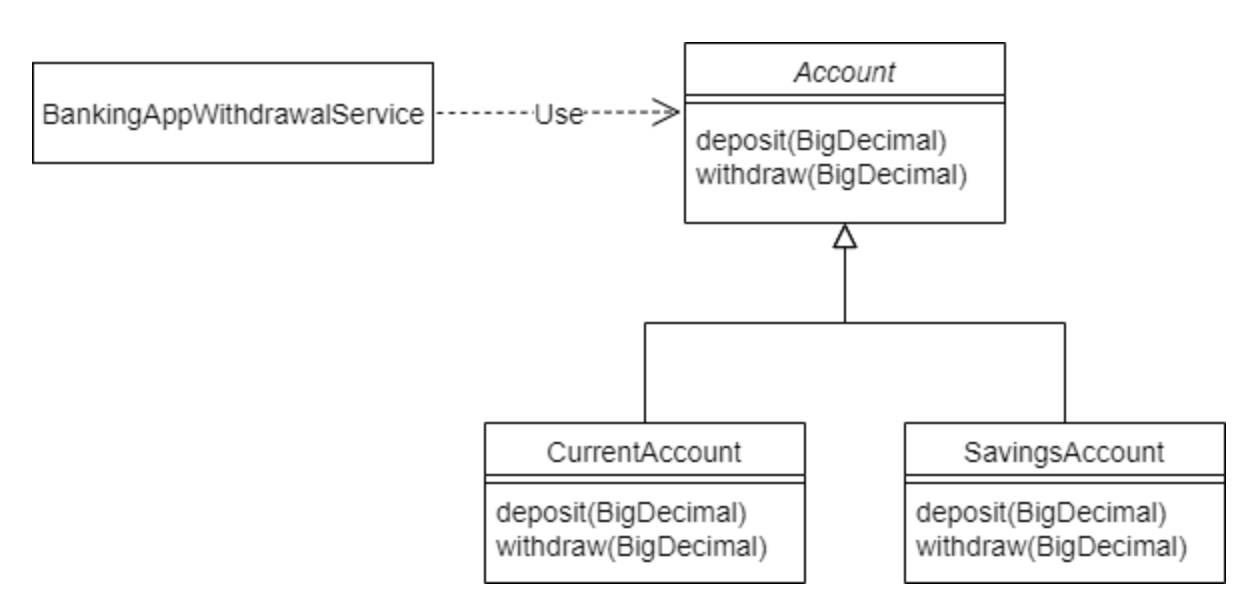 Account
BankingAppWithdrawalService
Use
deposit(BigDecimal)
withdraw(BigDecimal)
CurrentAccount
deposit(BigDecimal)
withdraw(BigDecimal)
SavingsAccount
deposit(BigDecimal)
withdraw(BigDecimal)